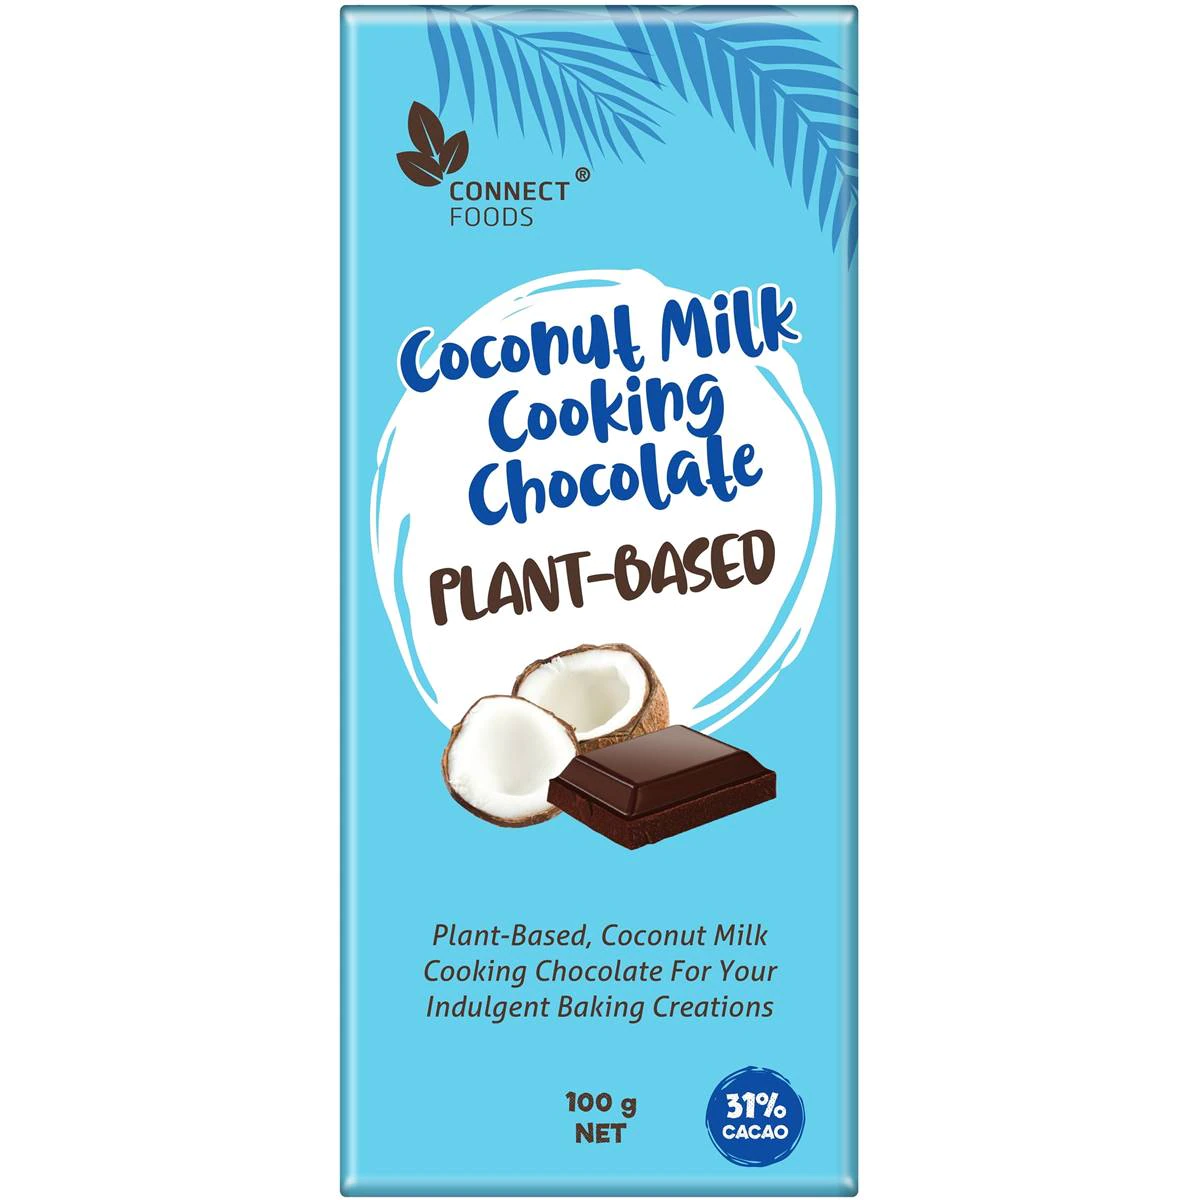 CONNECT®
FOODS
Coconut Milk
Cooking
Chocolate
PLANT-BASED
Plant-Based, Coconut Milk
Cooking Chocolate For Your
Indulgent Baking Creations
100 g
NET
31%
CACAO